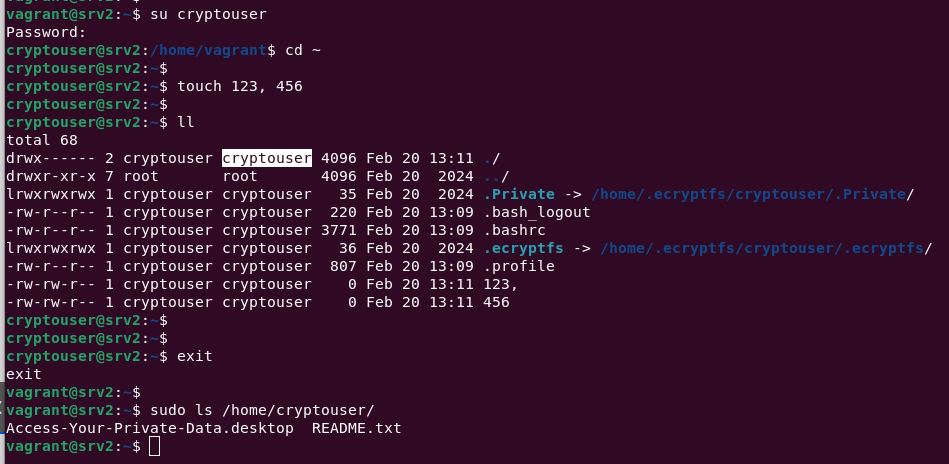 vagrant@srv2:~$
vagrant@srv2:~$ su cryptouser
Password:
cryptouser@srv2:/home/vagrant$ cd ~
cryptouser@srv2:~$
cryptouser@srv2:~$ touch 123, 456
cryptouser@srv2:~$
cryptouser@srv2:~$ ll
total 68
drwx------ 2 cryptouser cryptouser 4096 Feb 20 13:11 ./
drwxr-xr-x 7 root       root       4096 Feb 20  2024 ../
lrwxrwxrwx 1 cryptouser cryptouser   35 Feb 20  2024 .Private -> /home/.ecryptfs/cryptouser/.Private/
-rw-r--r-- 1 cryptouser cryptouser  220 Feb 20 13:09 .bash_logout
-rw-r--r-- 1 cryptouser cryptouser 3771 Feb 20 13:09 .bashrc
lrwxrwxrwx 1 cryptouser cryptouser   36 Feb 20  2024 .ecryptfs -> /home/.ecryptfs/cryptouser/.ecryptfs/
-rw-r--r-- 1 cryptouser cryptouser  807 Feb 20 13:09 .profile
-rw-rw-r-- 1 cryptouser cryptouser    0 Feb 20 13:11 123,
-rw-rw-r-- 1 cryptouser cryptouser    0 Feb 20 13:11 456
cryptouser@srv2:~$
cryptouser@srv2:~$
cryptouser@srv2:~$ exit
exit
vagrant@srv2:~$
vagrant@srv2:~$ sudo ls /home/cryptouser/
Access-Your-Private-Data.desktop  README.txt
vagrant@srv2:~$